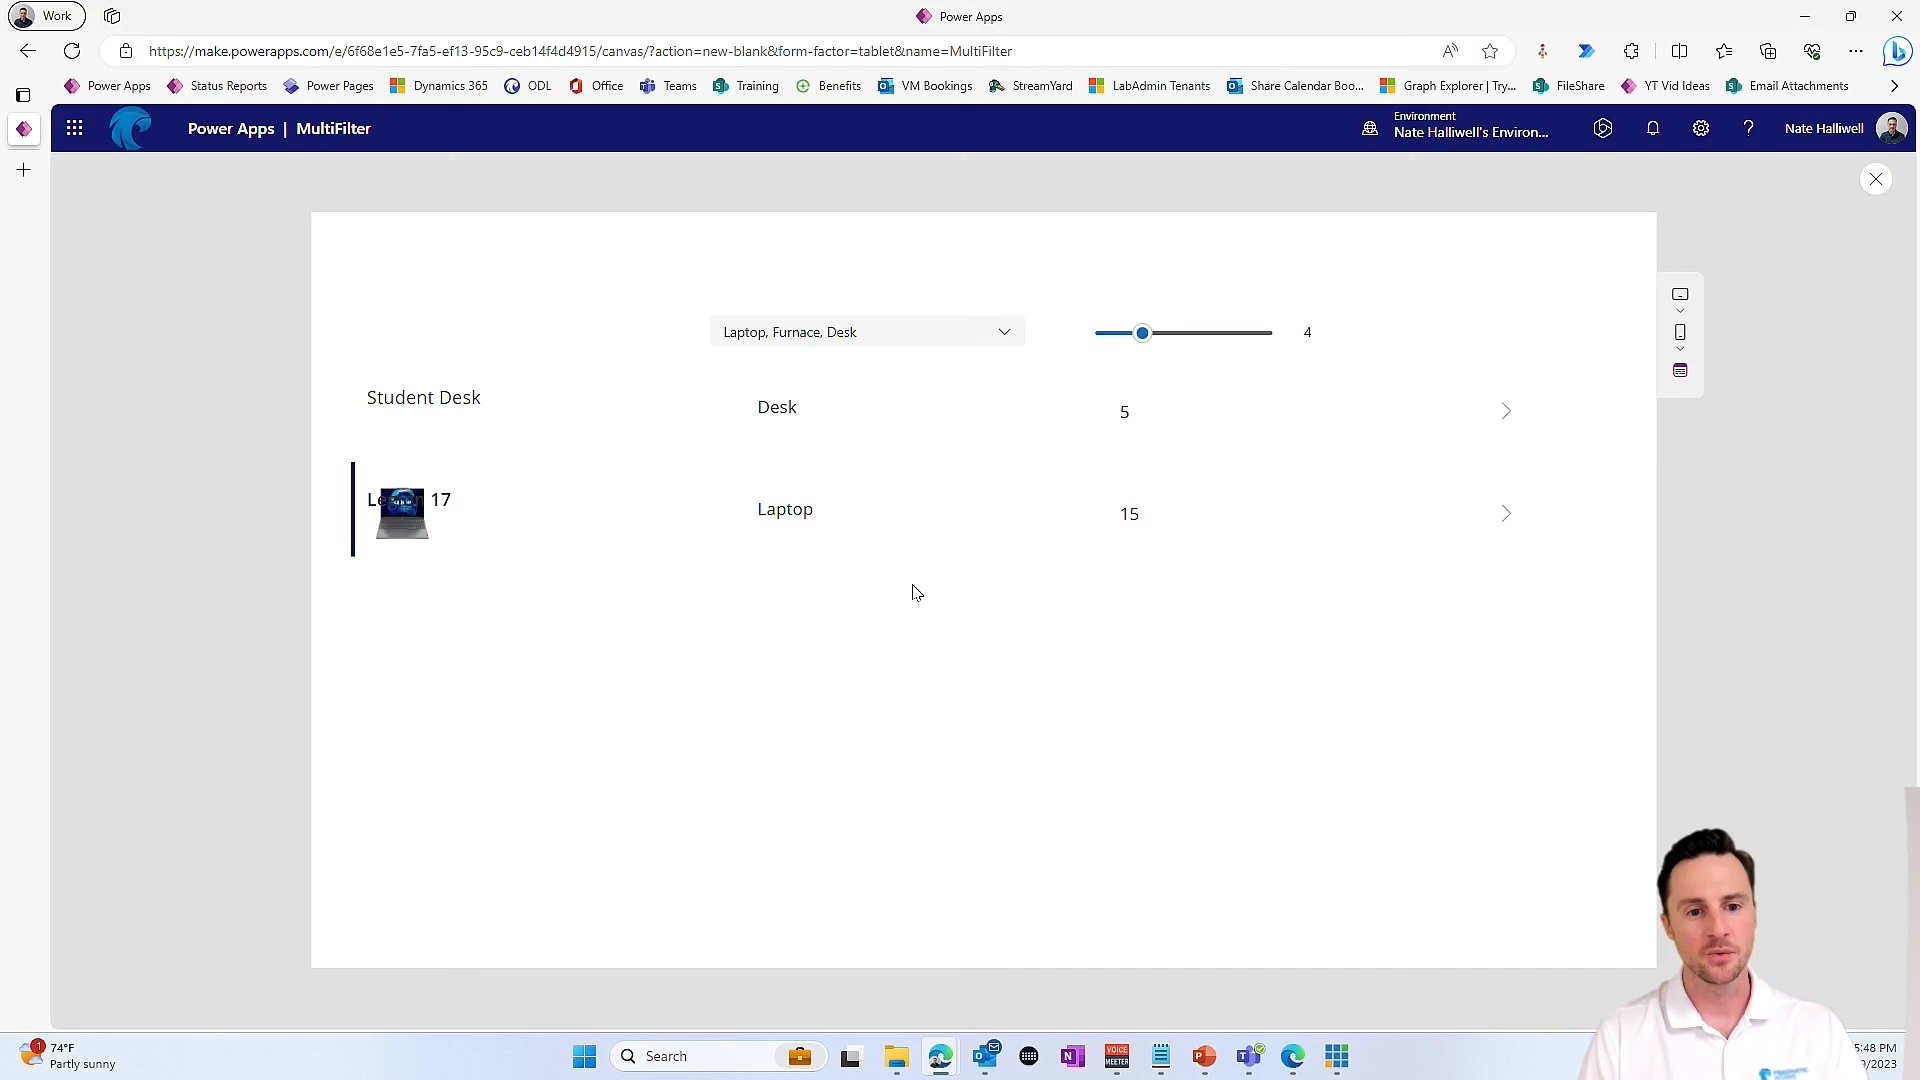 Work
Power Apps
https://make.powerapps.com/e/6f68e1e5-7fa5-ef13-95c9-ceb14f4d4915/canvas/?action=new-blank&form-factor=tablet&name=MultiFilter
Power Apps Status Reports Power Pages Dynamics 365 ODL Office Teams Training Benefits VM Bookings StreamYard LabAdmin Tenants Share Calendar Boo... Graph Explorer | Try... FileShare YT Vid Ideas Email Attachments
Power Apps | MultiFilter
Environment
Nate Halliwell's Environ...
Nate Halliwell
Laptop, Furnace, Desk
4
Student Desk Desk 5
17 Laptop 15
1
74°F
Partly sunny
Search
VOICE
MEETER
5:48 PM
/2023